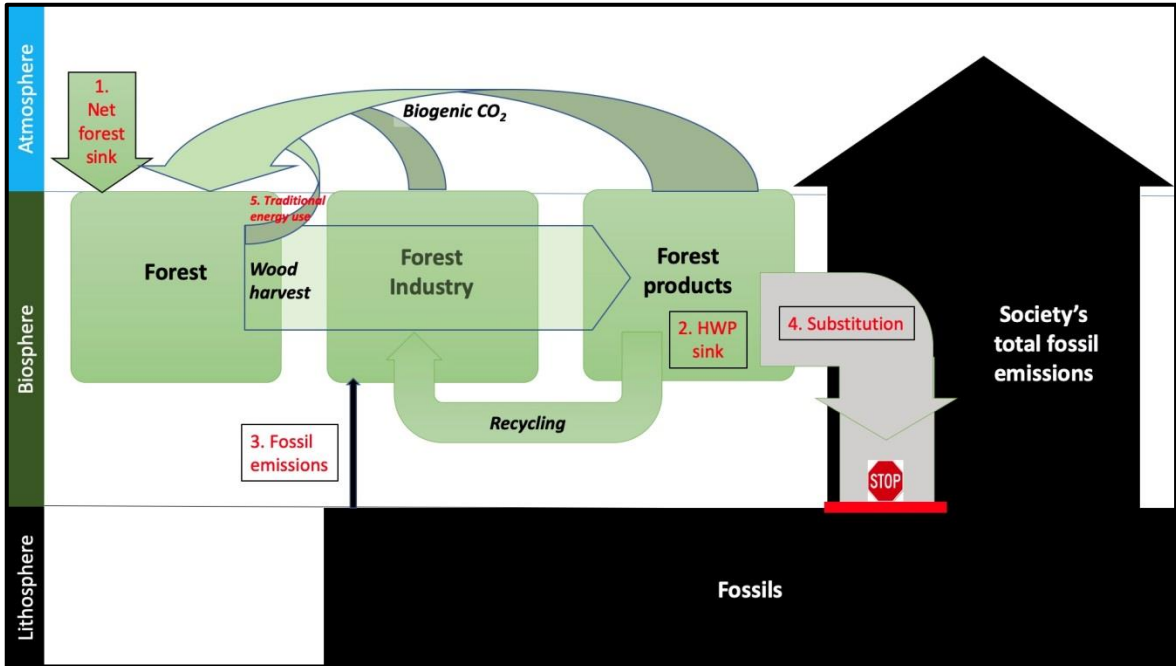 Atmosphere
Biosphere
Lithosphere
1.
Net
forest
sink
Biogenic CO₂
5. Traditional
energy use
Forest
Wood
harvest
Forest
Industry
Forest
products
2. HWP
sink
4. Substitution
Society’s
total fossil
emissions
Recycling
3. Fossil
emissions
STOP
Fossils